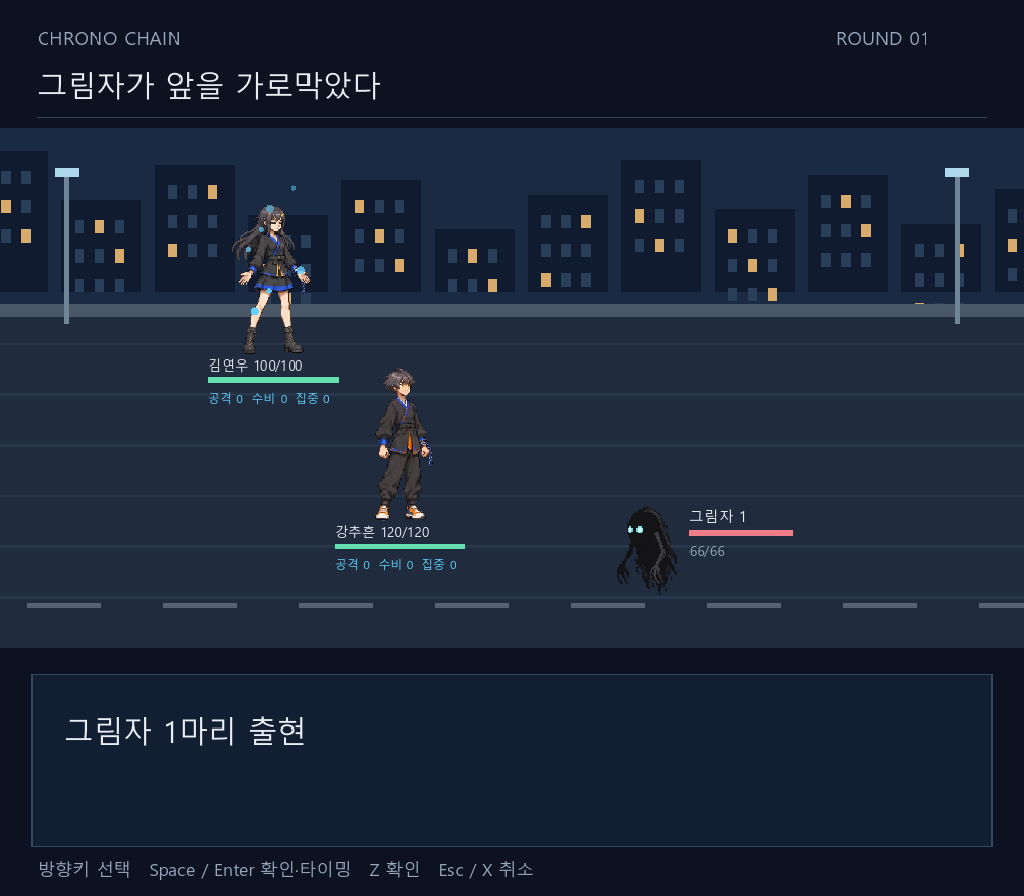 CHRONO CHAIN
ROUND 01
그림자가 앞을 가로막았다
김연우 100/100
공격 0 수비 0 집중 0
강추흔 120/120
공격 0 수비 0 집중 0
그림자 1
66/66
그림자 1마리 출현
방향키 선택 Space / Enter 확인·타이밍 Z 확인 Esc / X 취소